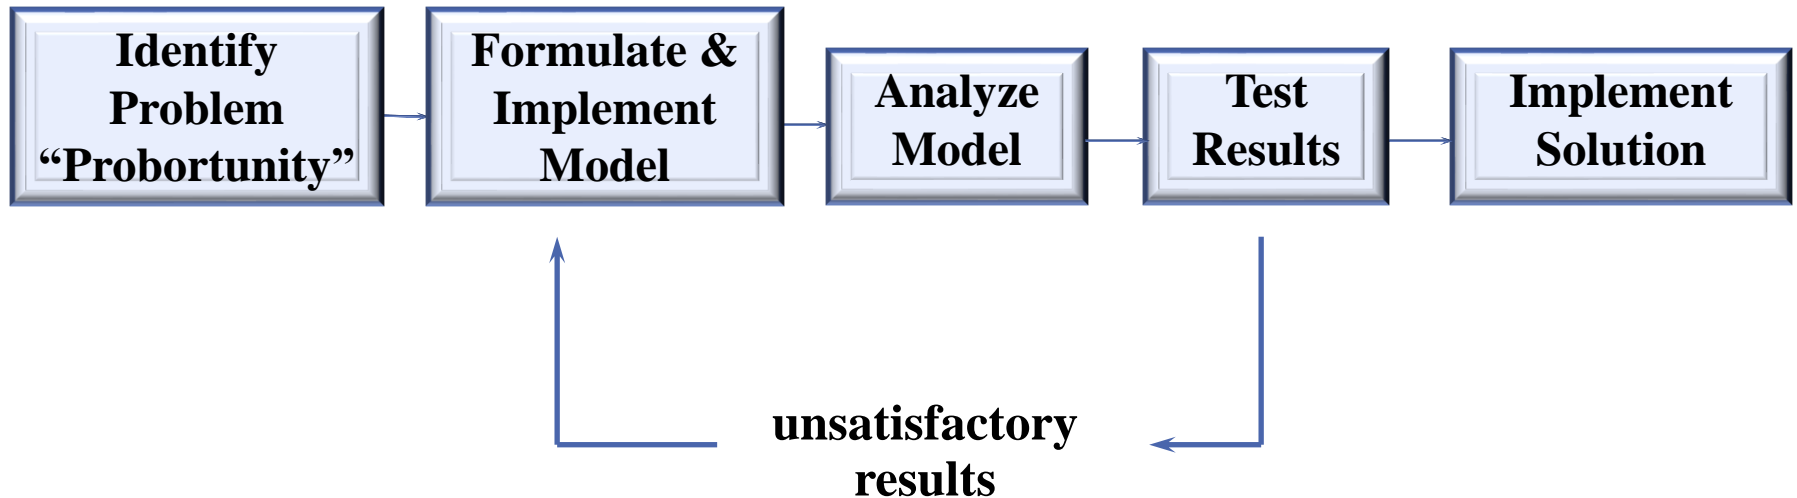 Identify
Problem
“Probortunity”
Formulate &
Implement
Model
Analyze
Model
Test
Results
Implement
Solution
unsatisfactory
results